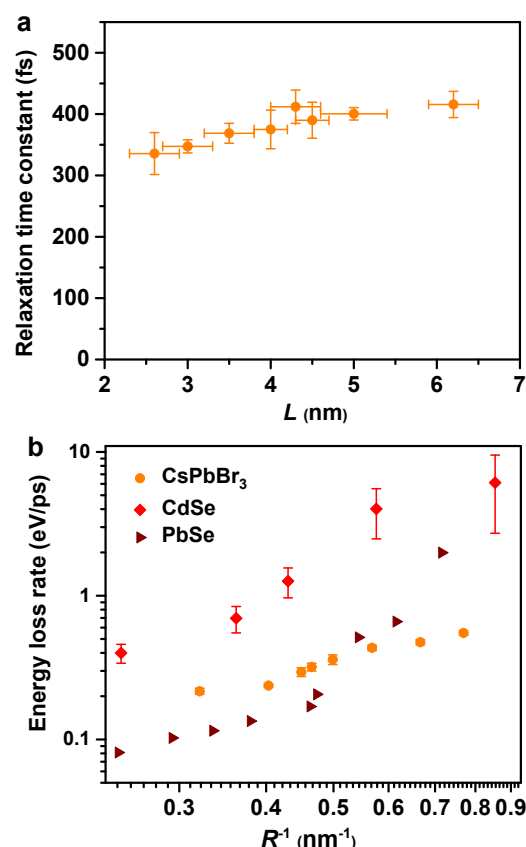 a
Relaxation time constant (fs)
500
400
300
200
100
0
2 3 4 5 6 7
L (nm)
b
Energy loss rate (eV/ps)
10
1
0.1
CsPbBr₃
CdSe
PbSe
0.3 0.4 0.5 0.6 0.7 0.8 0.9
R⁻¹ (nm⁻¹)